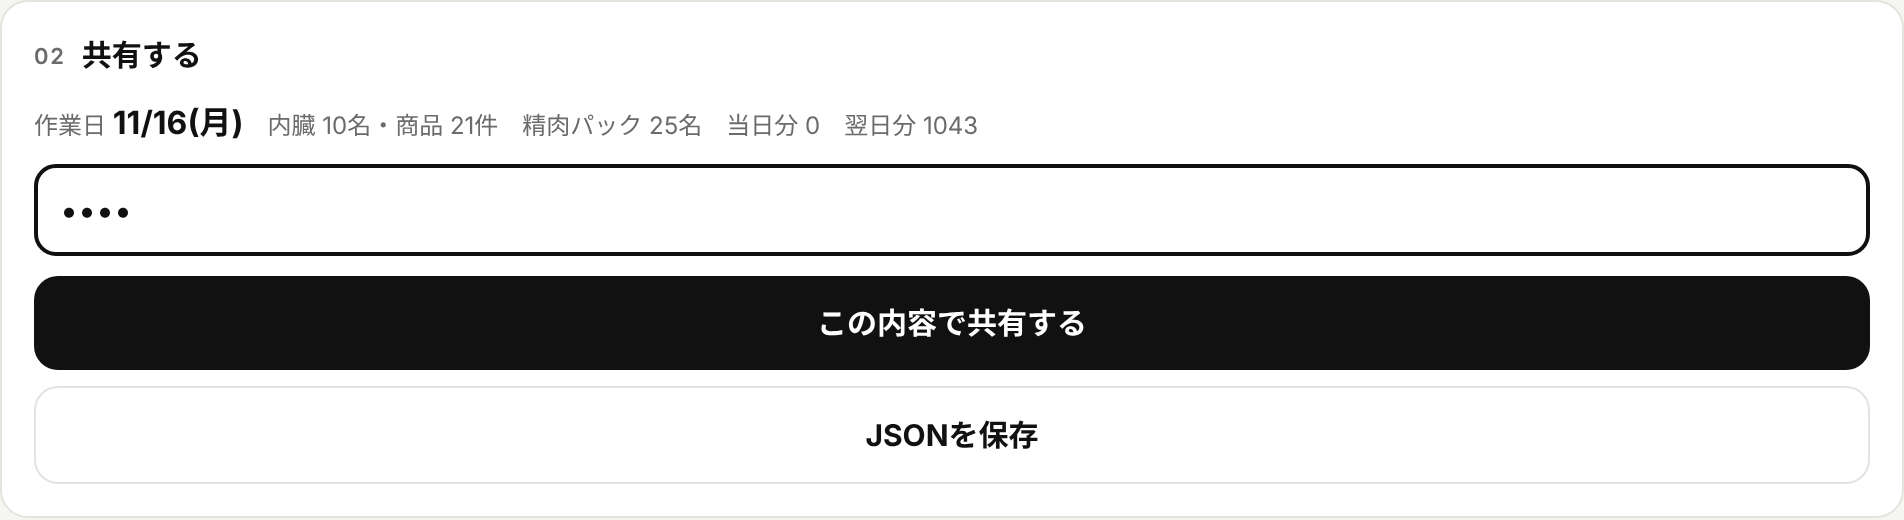 02 共有する
作業日 11/16(月) 内臓 10名・商品 21件 精肉パック 25名 当日分 0 翌日分 1043
••••
この内容で共有する
JSONを保存